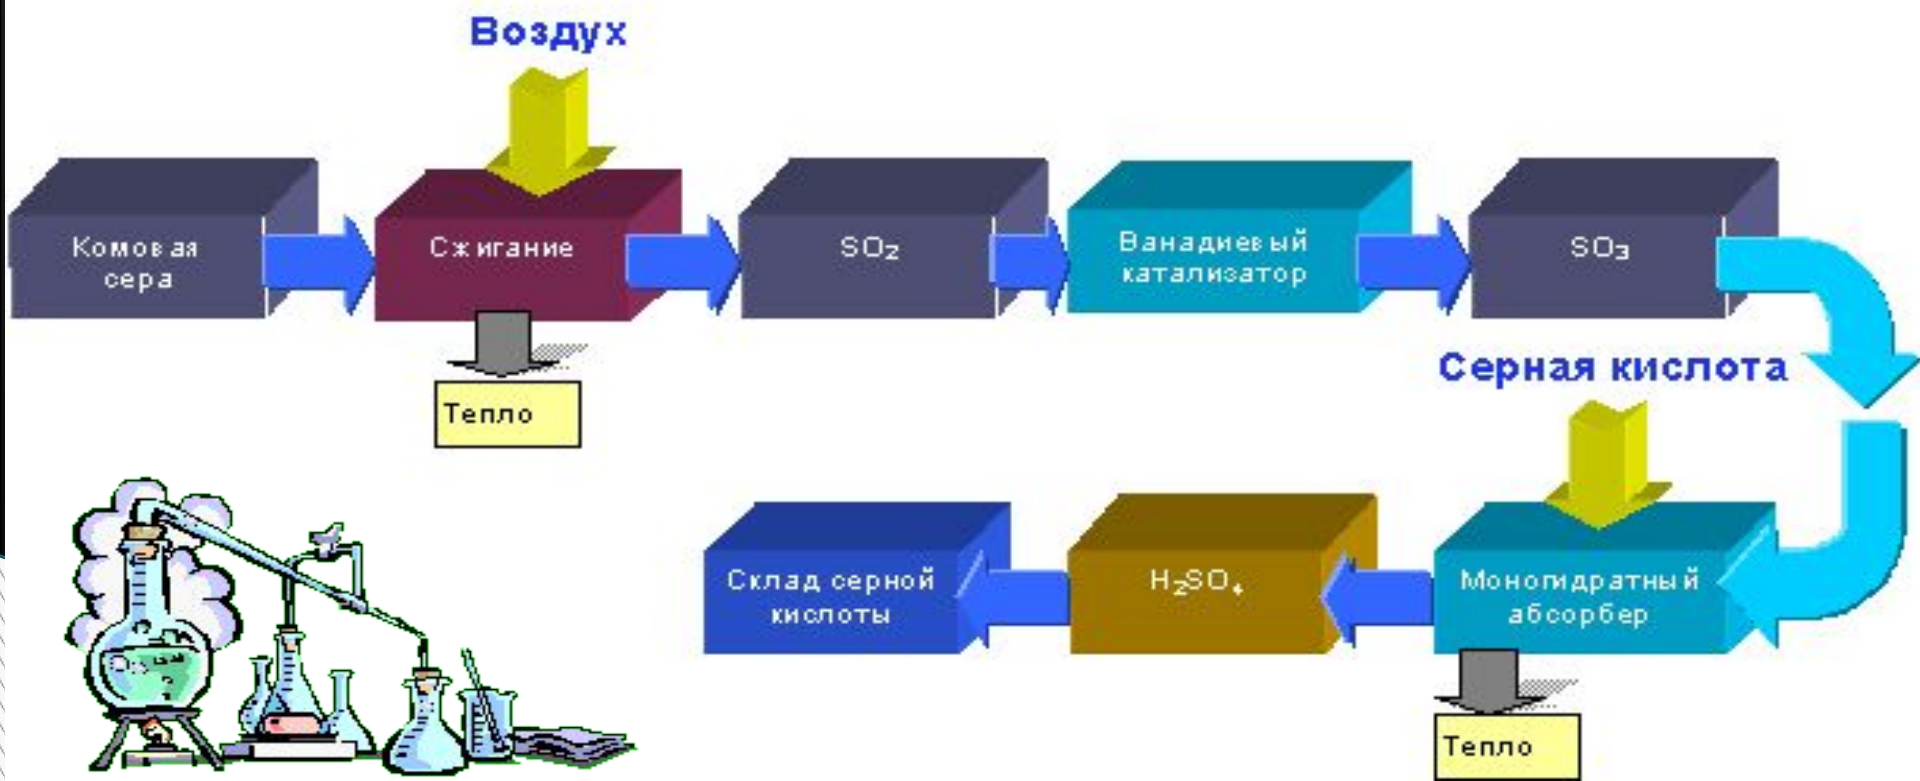 Воздух
Комовая
сера
Сжигание
SO₂
Ванадиевый
катализатор
SO₃
Тепло
Серная кислота
Моногидратный
абсорбер
H₂SO₄
Склад серной
кислоты
Тепло